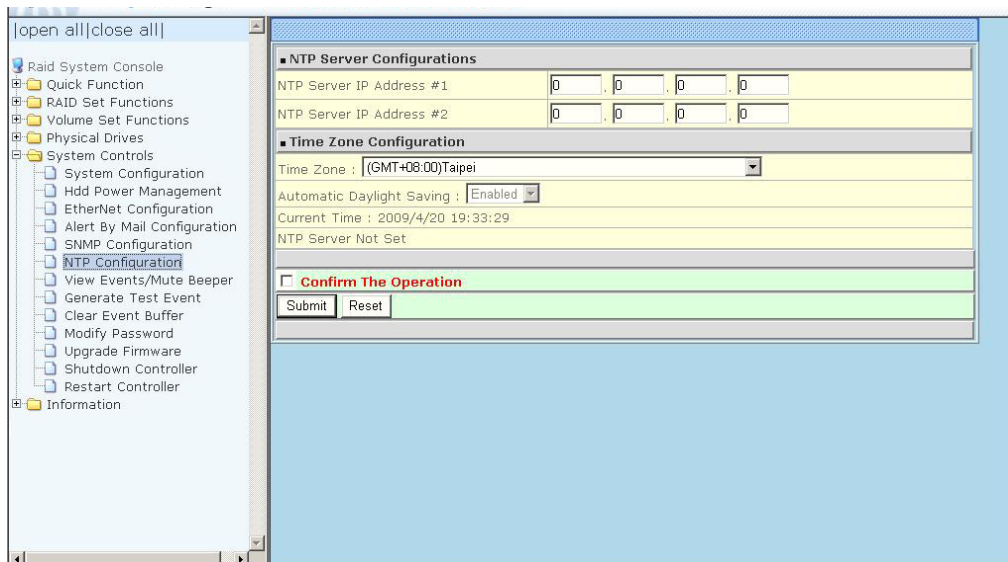 |open all|close all|
Raid System Console
Quick Function
RAID Set Functions
Volume Set Functions
Physical Drives
System Controls
System Configuration
Hdd Power Management
EtherNet Configuration
Alert By Mail Configuration
SNMP Configuration
NTP Configuration
View Events/Mute Beeper
Generate Test Event
Clear Event Buffer
Modify Password
Upgrade Firmware
Shutdown Controller
Restart Controller
Information
NTP Server Configurations
NTP Server IP Address #1 0 . 0 . 0 . 0
NTP Server IP Address #2 0 . 0 . 0 . 0
Time Zone Configuration
Time Zone : (GMT+08:00)Taipei
Automatic Daylight Saving : Enabled
Current Time : 2009/4/20 19:33:29
NTP Server Not Set
Confirm The Operation
Submit Reset